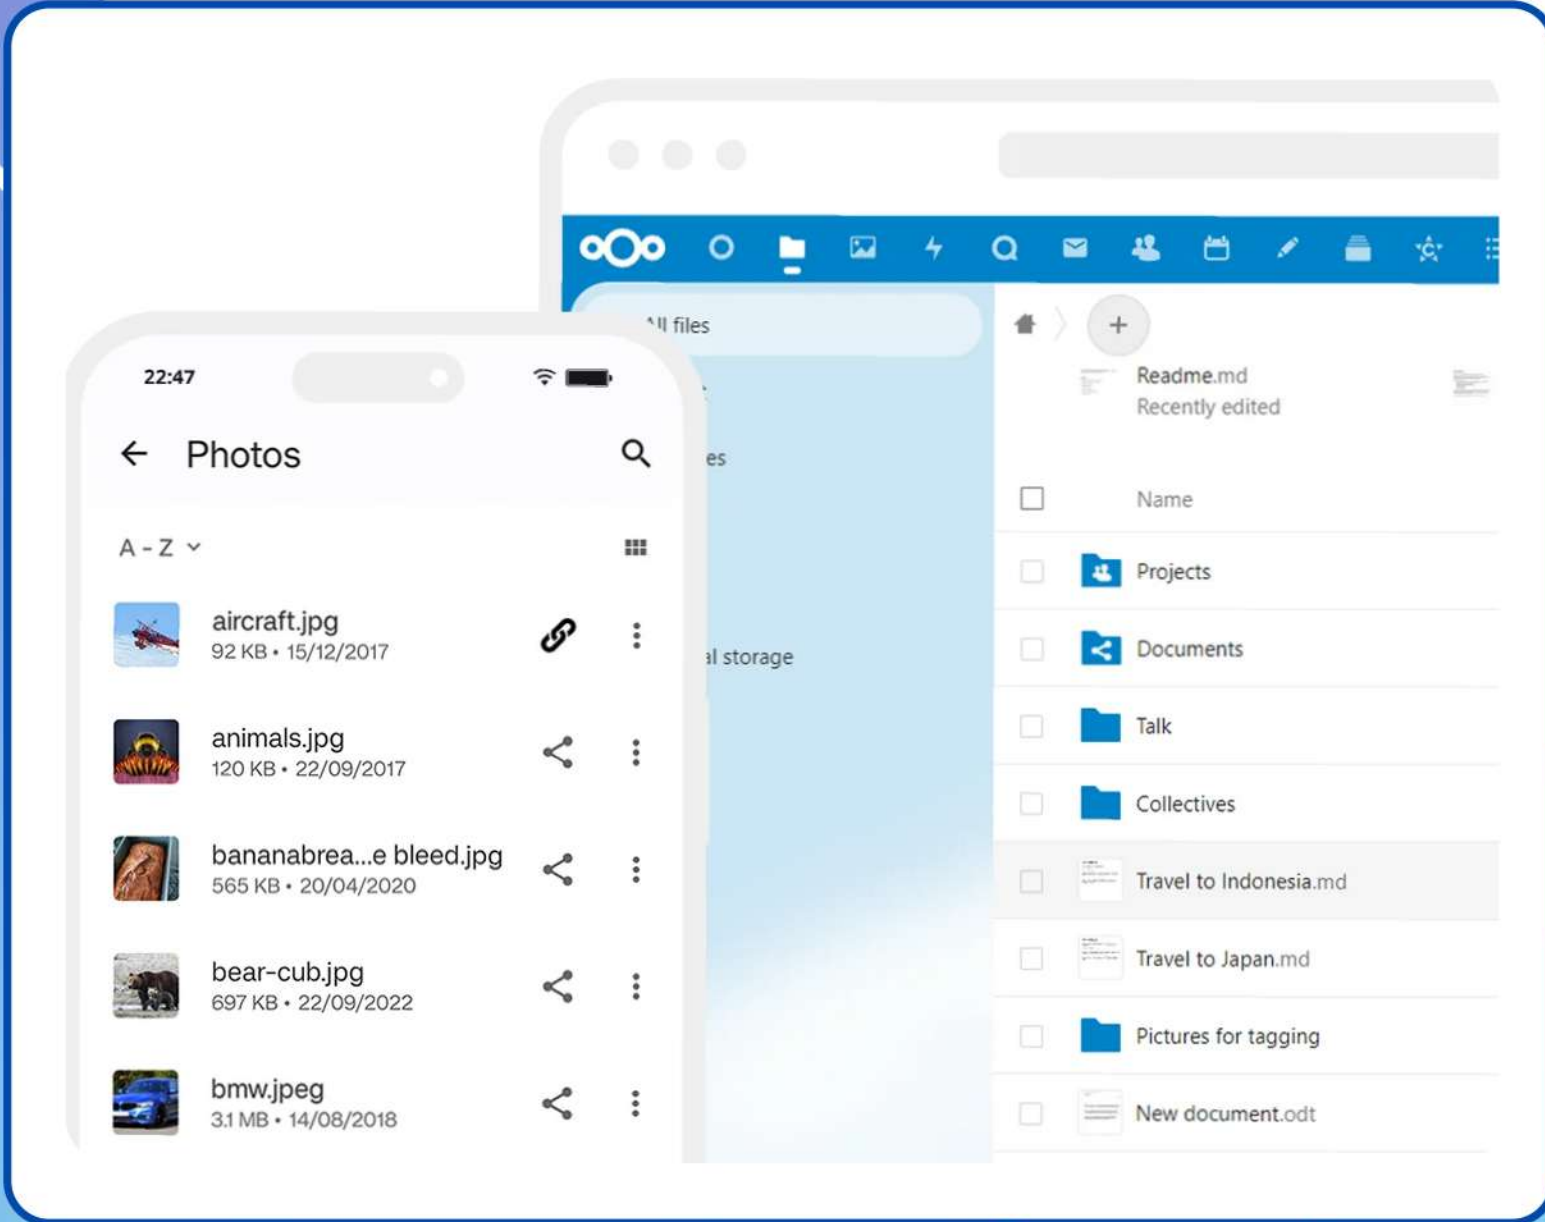 22:47
Photos
A - Z
aircraft.jpg
92 KB • 15/12/2017
animals.jpg
120 KB • 22/09/2017
bananabrea...e bleed.jpg
565 KB • 20/04/2020
bear-cub.jpg
697 KB • 22/09/2022
bmw.jpeg
3.1 MB • 14/08/2018
All files
es
al storage
Readme.md
Recently edited
Name
Projects
Documents
Talk
Collectives
Travel to Indonesia.md
Travel to Japan.md
Pictures for tagging
New document.odt